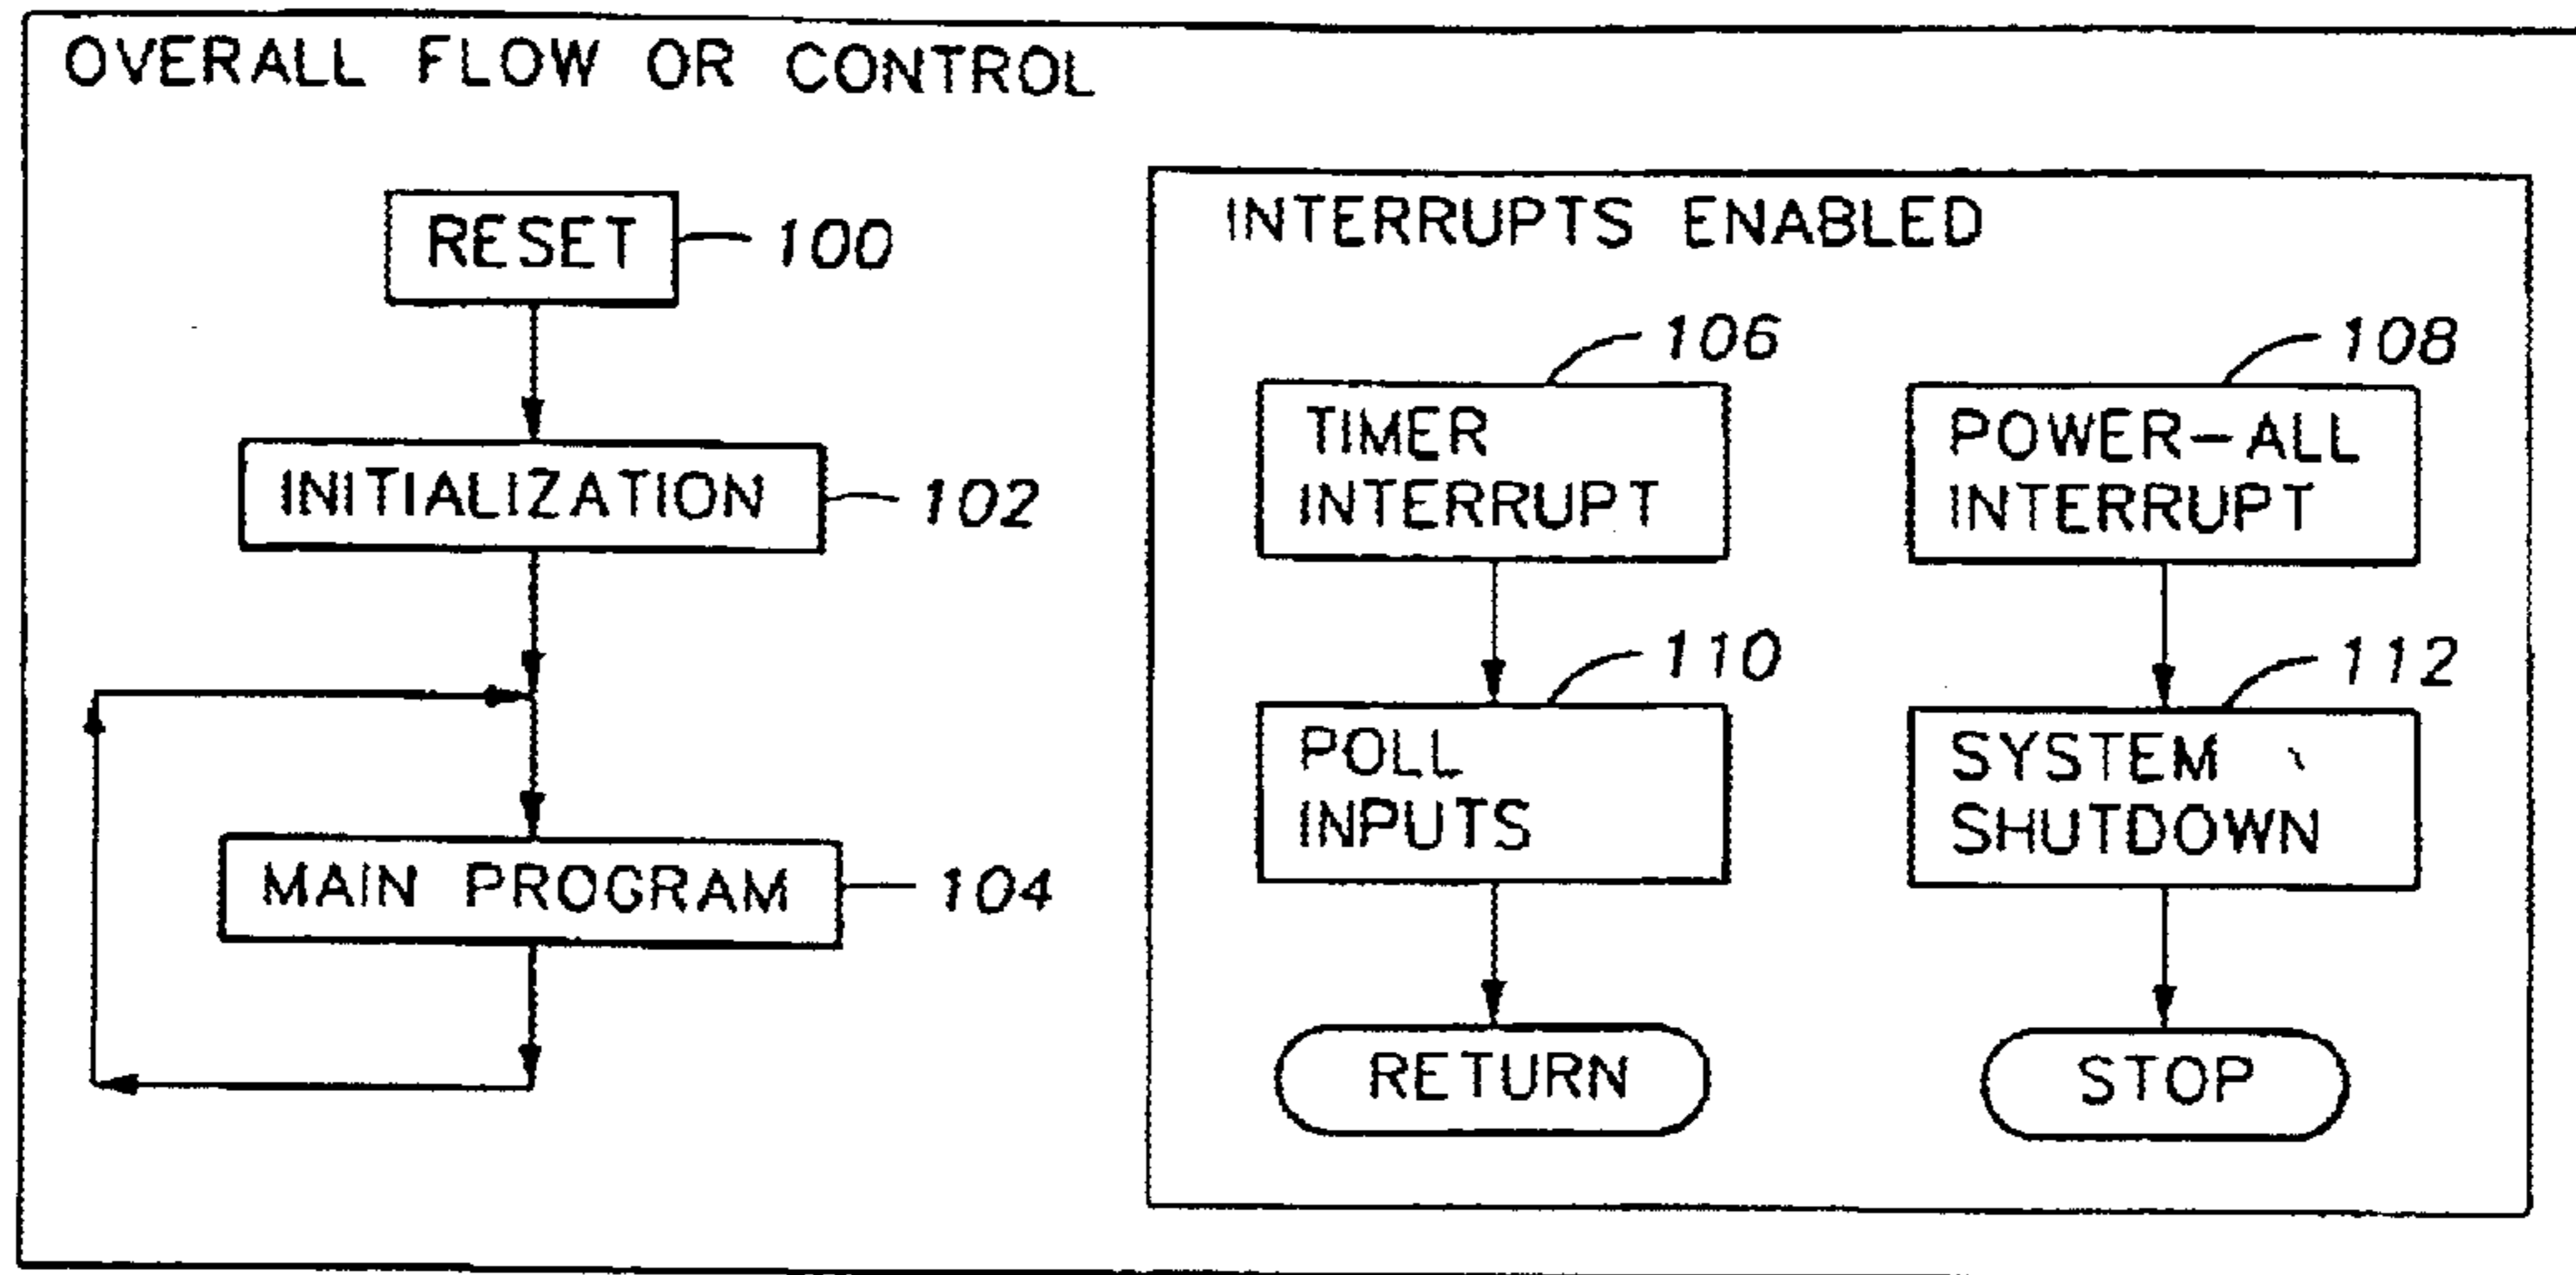 OVERALL FLOW OR CONTROL
RESET
100
INITIALIZATION
102
MAIN PROGRAM
104
INTERRUPTS ENABLED
106
TIMER
INTERRUPT
108
POWER-ALL
INTERRUPT
110
POLL
INPUTS
112
SYSTEM
SHUTDOWN
RETURN
STOP